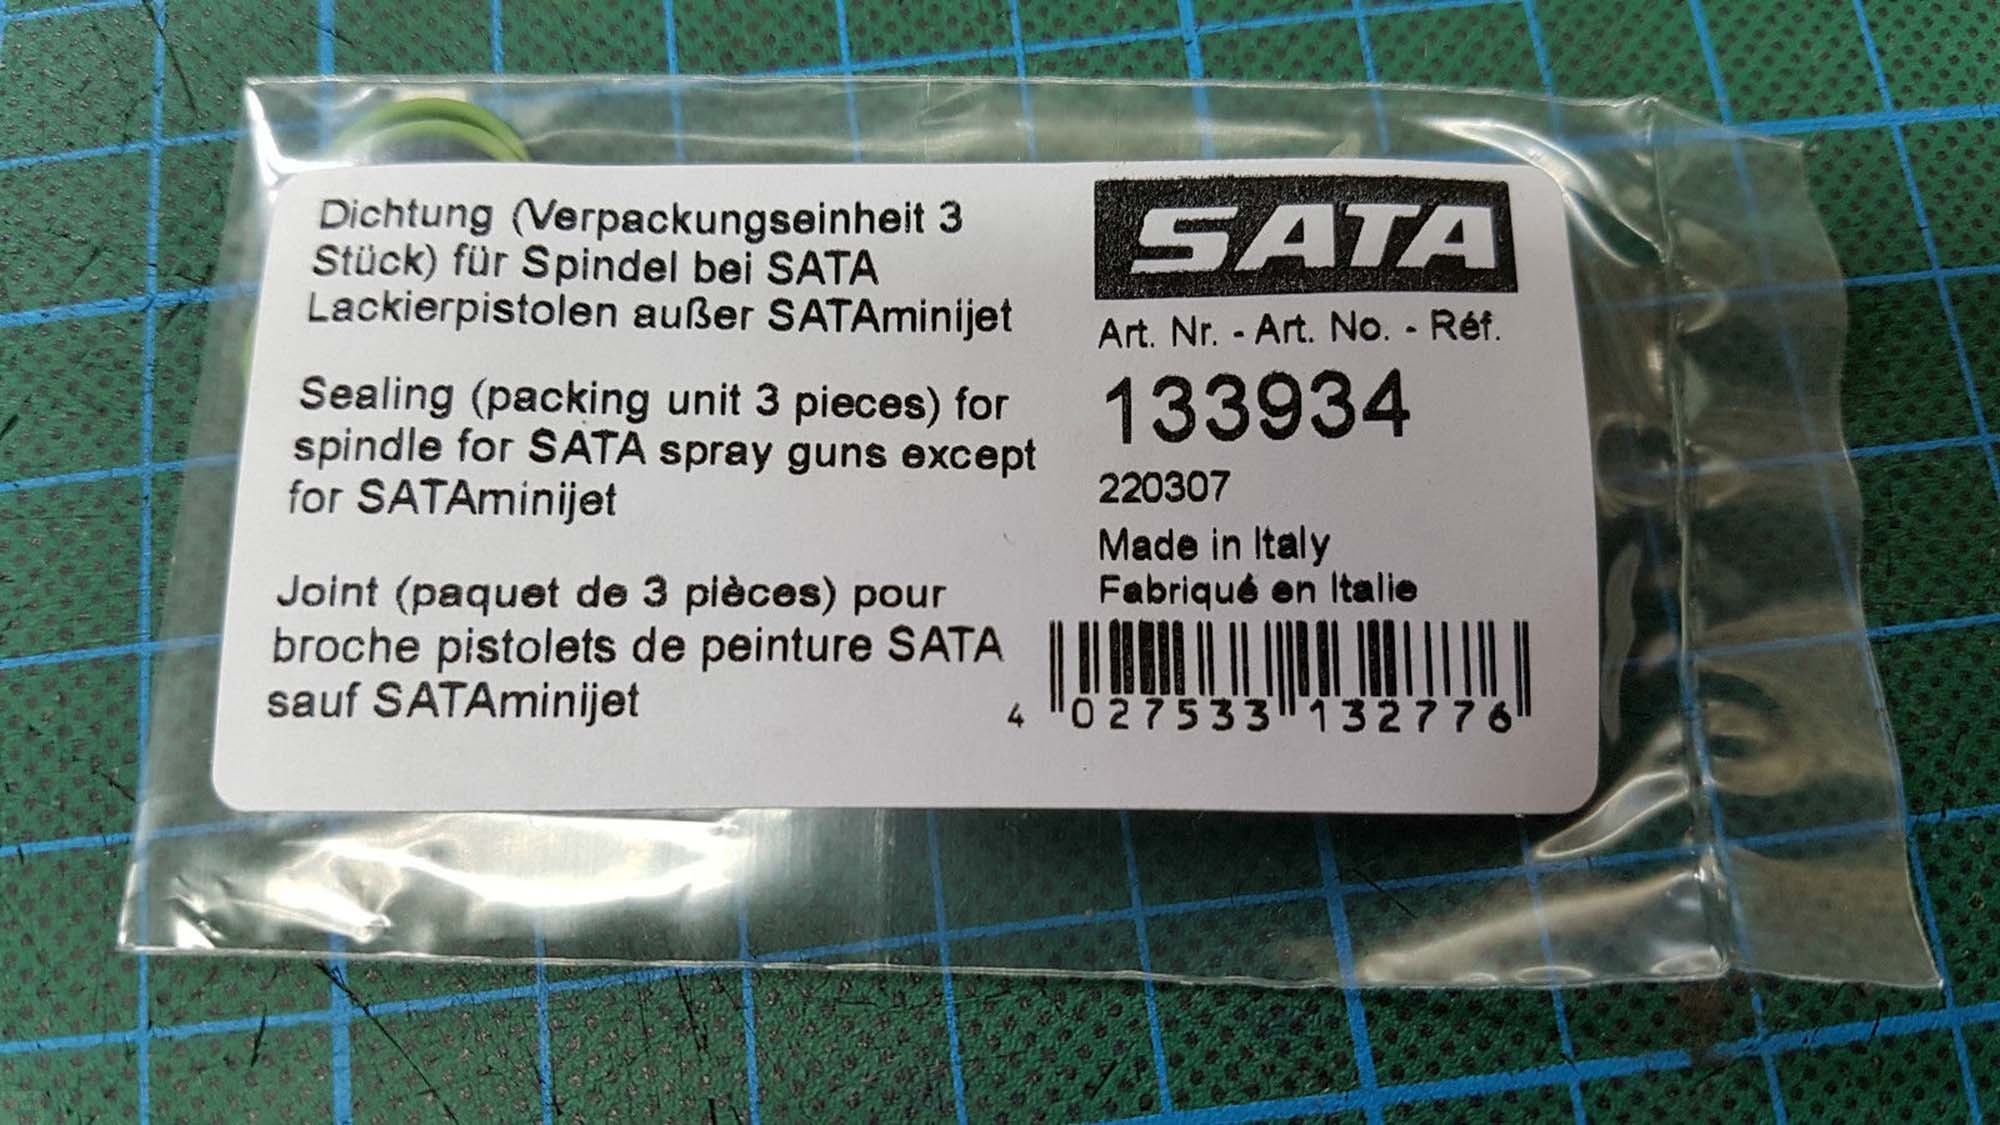 Dichtung (Verpackungseinheit 3
Stück) für Spindel bei SATA
Lackierpistolen außer SATAminijet
Sealing (packing unit 3 pieces) for
spindle for SATA spray guns except
for SATAminijet
Joint (paquet de 3 pièces) pour
broche pistolets de peinture SATA
sauf SATAminijet
SATA
Art. Nr. - Art. No. - Réf.
133934
220307
Made in Italy
Fabriqué en Italie
4 027533 132776